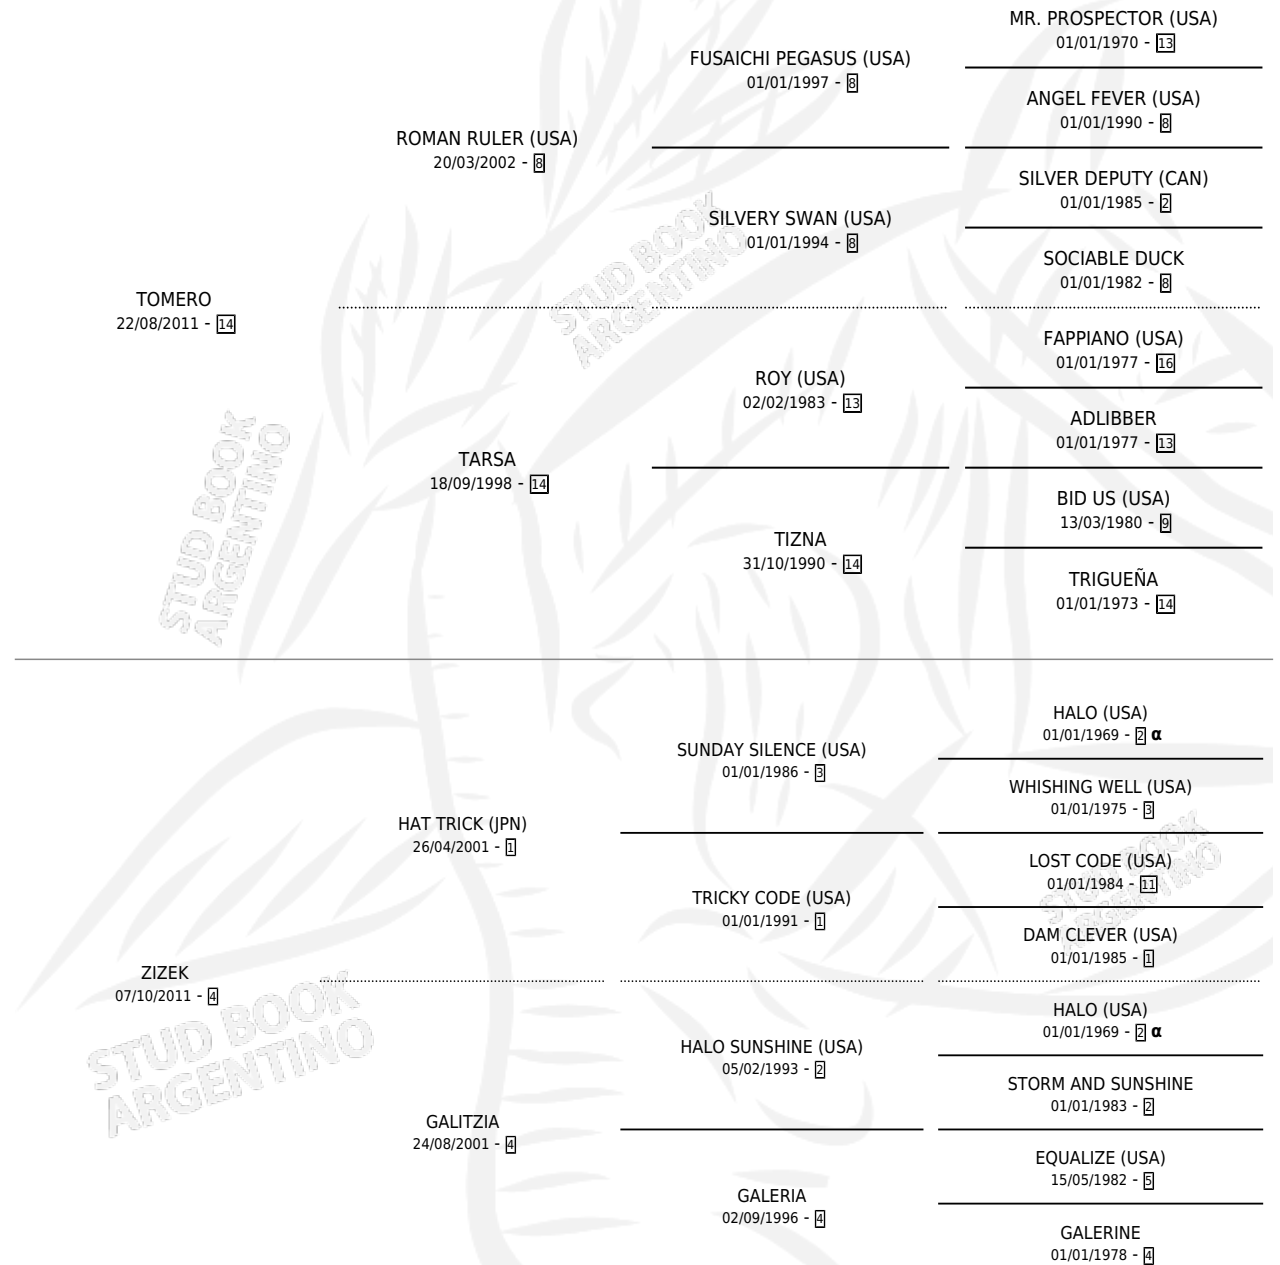 MR. PROSPECTOR (USA)
01/01/1970 - 13
FUSAICHI PEGASUS (USA)
01/01/1997 - 8
ANGEL FEVER (USA)
01/01/1990 - 8
ROMAN RULER (USA)
20/03/2002 - 8
SILVER DEPUTY (CAN)
01/01/1985 - 2
SILVERY SWAN (USA)
01/01/1994 - 8
SOCIABLE DUCK
01/01/1982 - 8
TOMERO
22/08/2011 - 14
FAPPIANO (USA)
01/01/1977 - 16
ROY (USA)
02/02/1983 - 13
ADLIBBER
01/01/1977 - 13
TARSA
18/09/1998 - 14
BID US (USA)
13/03/1980 - 9
TIZNA
31/10/1990 - 14
TRIGUEÑA
01/01/1973 - 14
HALO (USA)
01/01/1969 - 2 α
SUNDAY SILENCE (USA)
01/01/1986 - 3
WHISHING WELL (USA)
01/01/1975 - 3
HAT TRICK (JPN)
26/04/2001 - 1
LOST CODE (USA)
01/01/1984 - 11
TRICKY CODE (USA)
01/01/1991 - 1
DAM CLEVER (USA)
01/01/1985 - 1
ZIZEK
07/10/2011 - 4
HALO (USA)
01/01/1969 - 2 α
HALO SUNSHINE (USA)
05/02/1993 - 2
STORM AND SUNSHINE
01/01/1983 - 2
GALITZIA
24/08/2001 - 4
EQUALIZE (USA)
15/05/1982 - 5
GALERIA
02/09/1996 - 4
GALERINE
01/01/1978 - 4
STUD BOOK
ARGENTINO
STUD BOOK
ARGENTINO
STUD BOOK
ARGENTINO
STUD BOOK
ARGENTINO